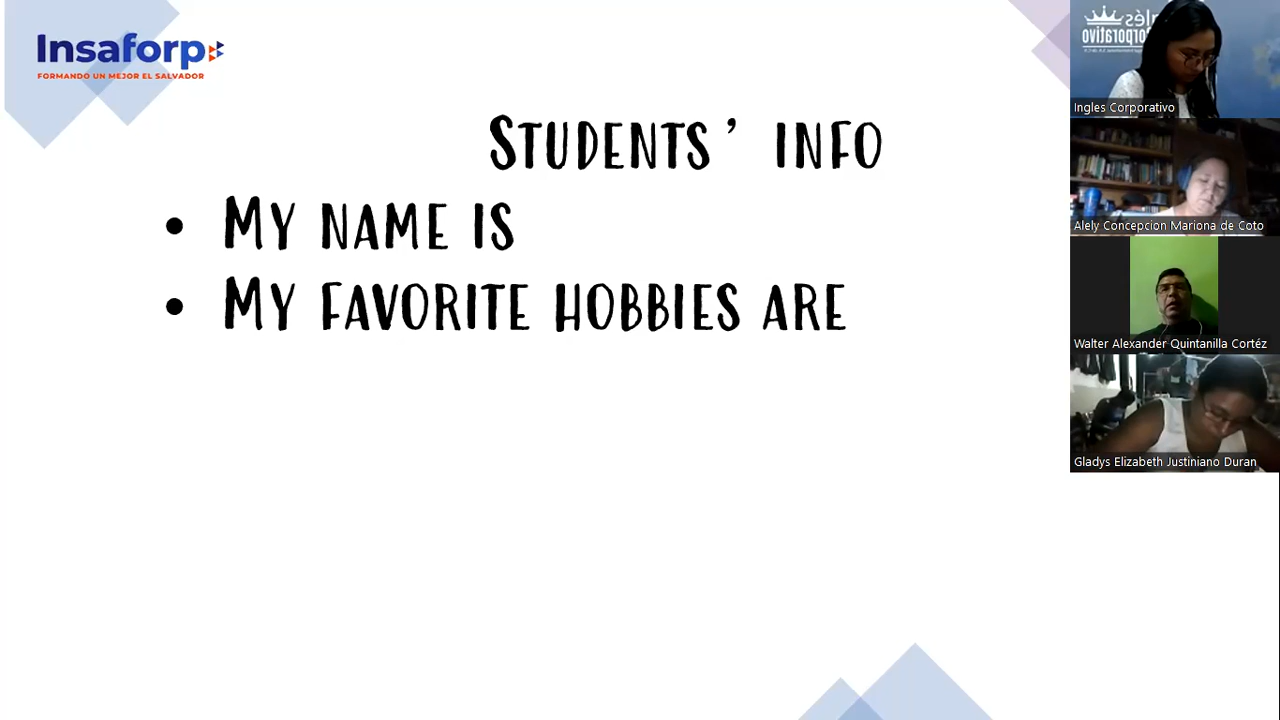 Insaforp
FORMANDO UN MEJOR EL SALVADOR
STUDENTS' INFO
• MY NAME IS
• MY FAVORITE HOBBIES ARE
Ingles Corporativo
Alely Concepcion Mariona de Coto
Walter Alexander Quintanilla Cortéz
Gladys Elizabeth Justiniano Duran